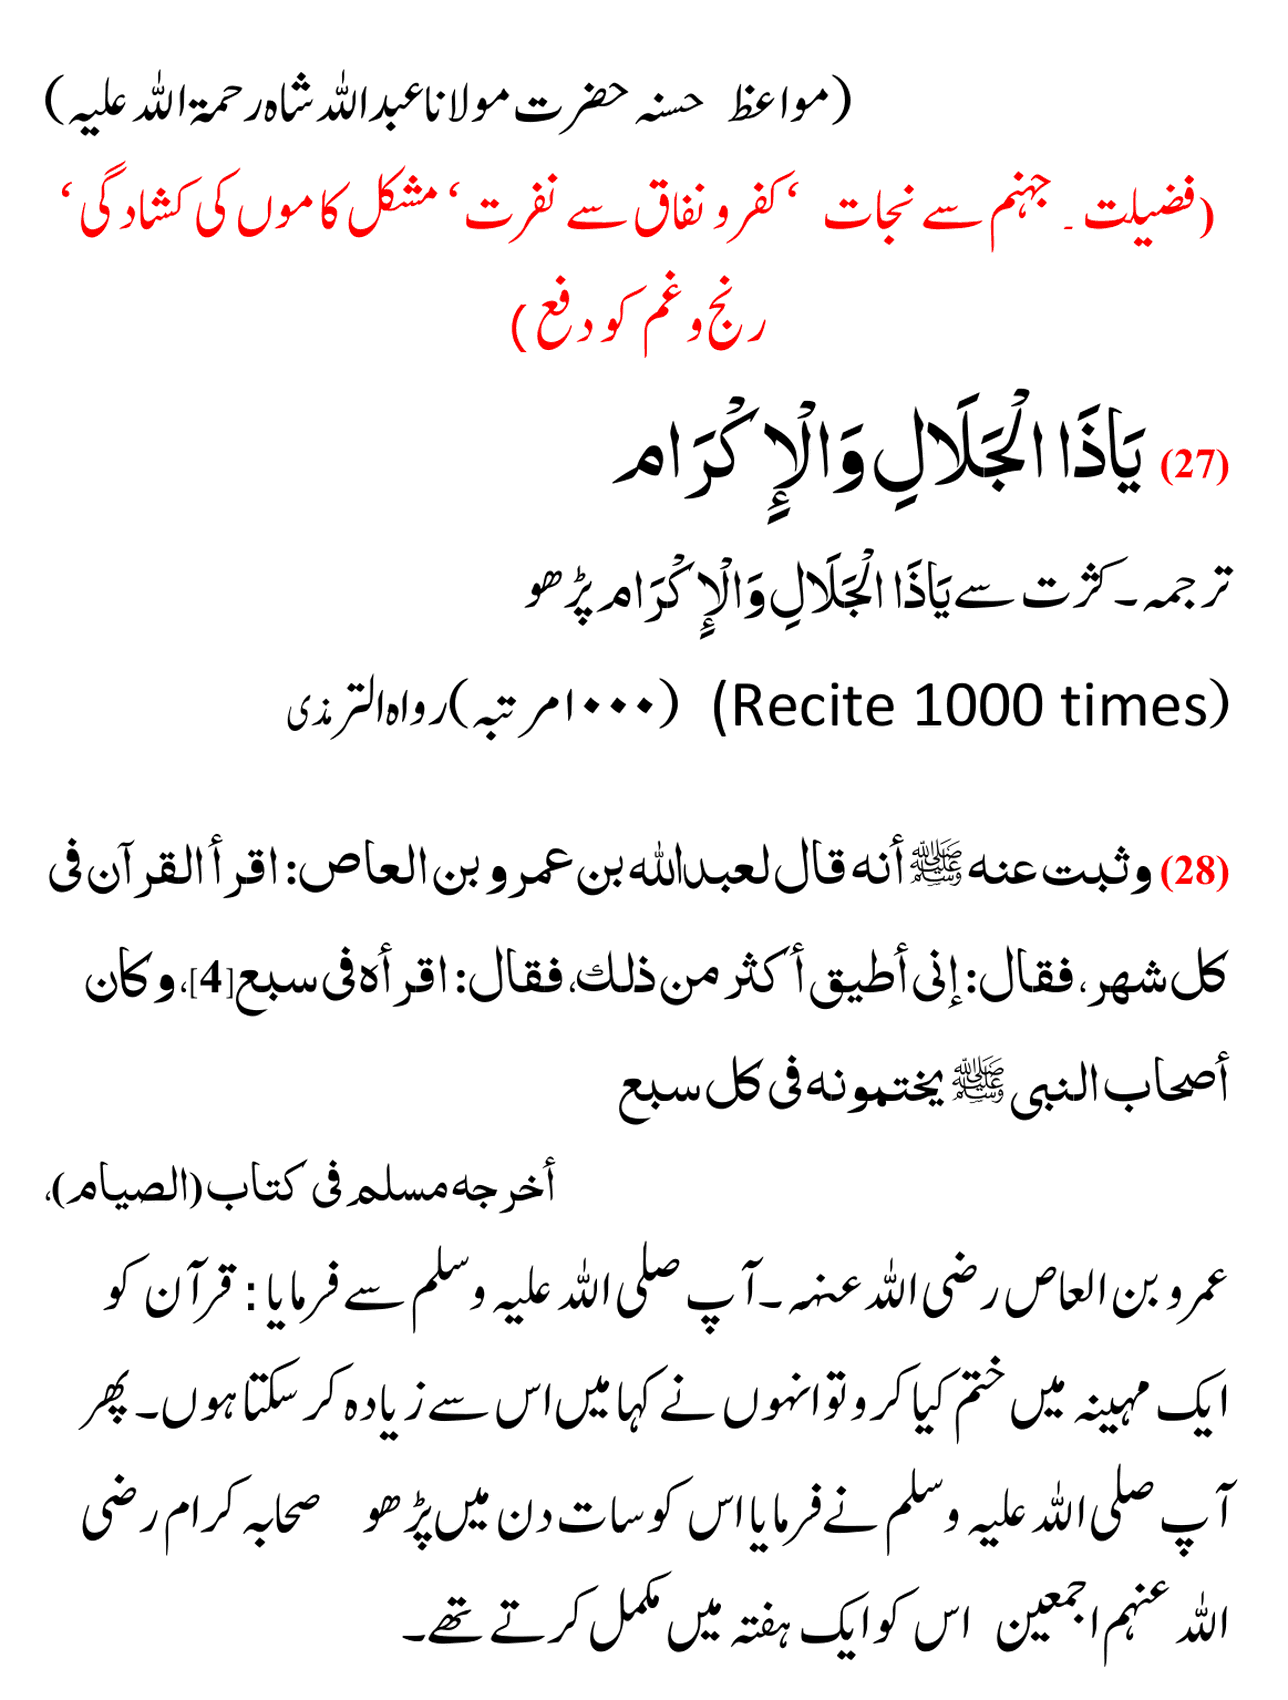 (مواعظ حسنہ حضرت مولانا عبداللہ شاہ رحمۃ اللہ علیہ)
(فضیلت۔ جہنم سے نجات ‘ کفر و نفاق سے نفرت‘ مشکل کاموں کی کشادگی‘
رنج و غم کو دفع )
(27) يَاذَا الْجَلَالِ وَالْإِكْرَام
ترجمہ۔ کثرت سے يَاذَا الْجَلَالِ وَالْإِكْرَام پڑھو
(Recite 1000 times) (۱۰۰۰ مرتبہ) رواہ الترمذی
(28) وثبت عنه ﷺ أنه قال لعبدالله بن عمرو بن العاص: اقرأ القرآن في
كل شهر، فقال: إني أطيق أكثر من ذلك، فقال: اقرأه في سبع[4]، وكان
أصحاب النبي ﷺ يختمونه في كل سبع
أخرجه مسلم في كتاب (الصيام)،
عمرو بن العاص رضی اللہ عنہہ۔ آپ صلی اللہ علیہ وسلم سے فرمایا: قرآن کو
ایک مہینہ میں ختم کیا کرو تو انہوں نے کہا میں اس سے زیادہ کر سکتا ہوں۔ پھر
آپ صلی اللہ علیہ وسلم نے فرمایا اس کو سات دن میں پڑھو صحابہ کرام رضی
اللہ عنہم اجمعین اس کو ایک ہفتہ میں مکمل کرتے تھے۔